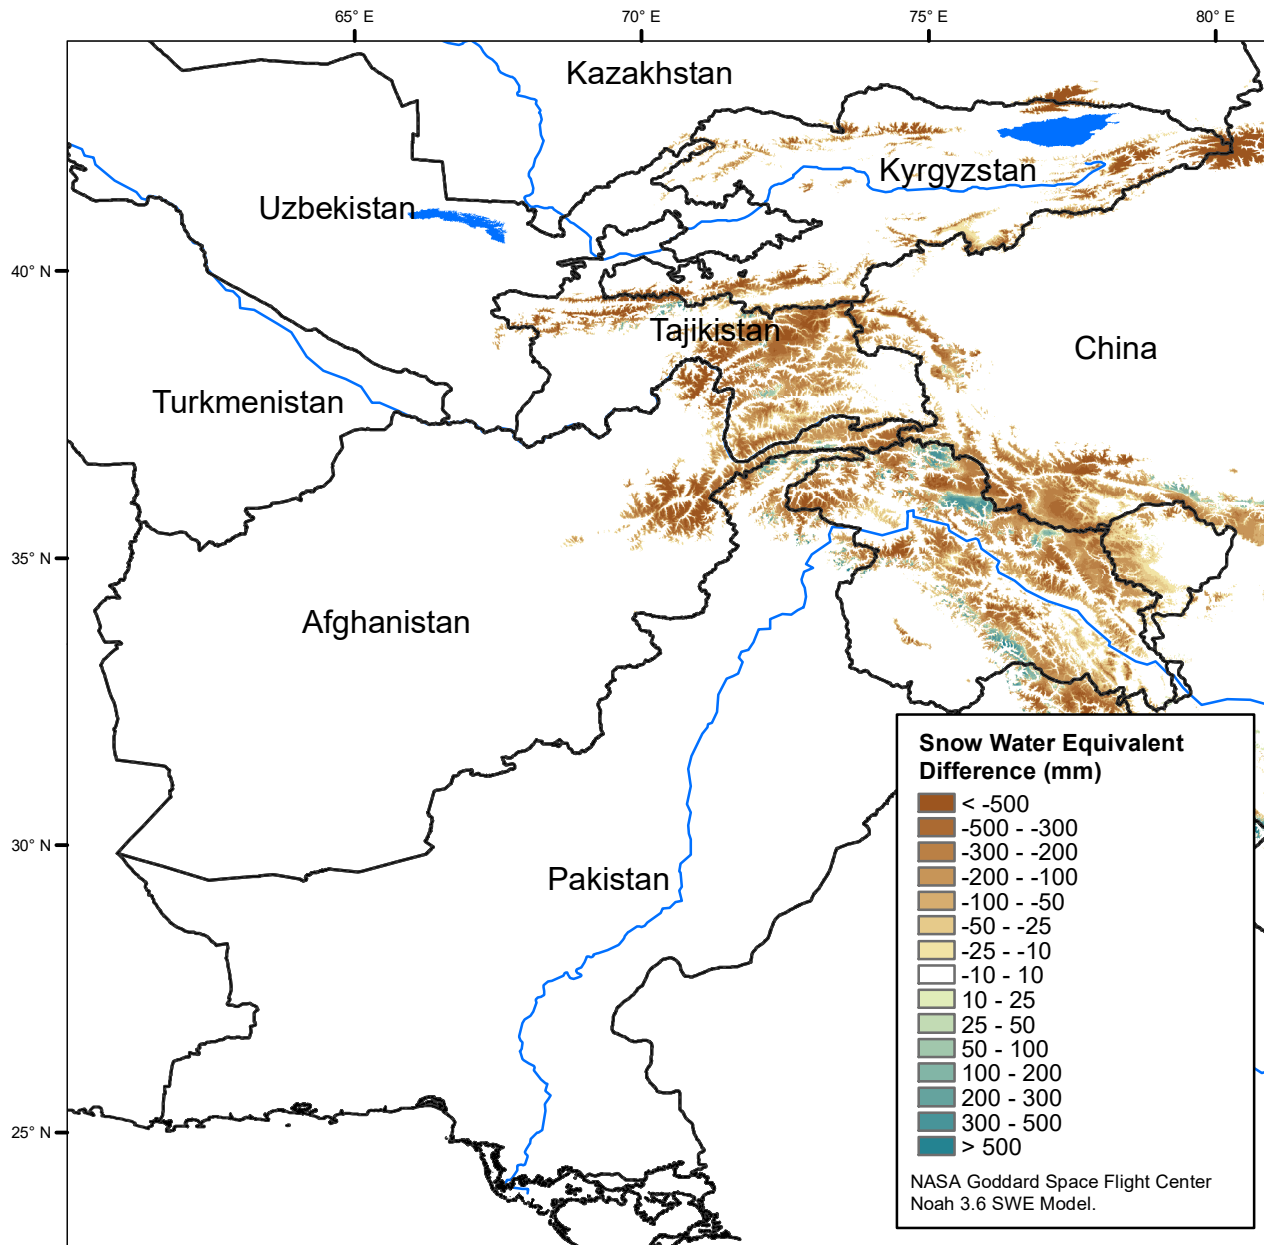 65° E
70° E
75° E
80° E
Kazakhstan
Kyrgyzstan
Uzbekistan
40° N
Tajikistan
China
Turkmenistan
35° N
Afghanistan
30° N
Pakistan
25° N
Snow Water Equivalent
Difference (mm)
< -500
-500 - -300
-300 - -200
-200 - -100
-100 - -50
-50 - -25
-25 - -10
-10 - 10
10 - 25
25 - 50
50 - 100
100 - 200
200 - 300
300 - 500
> 500
NASA Goddard Space Flight Center
Noah 3.6 SWE Model.